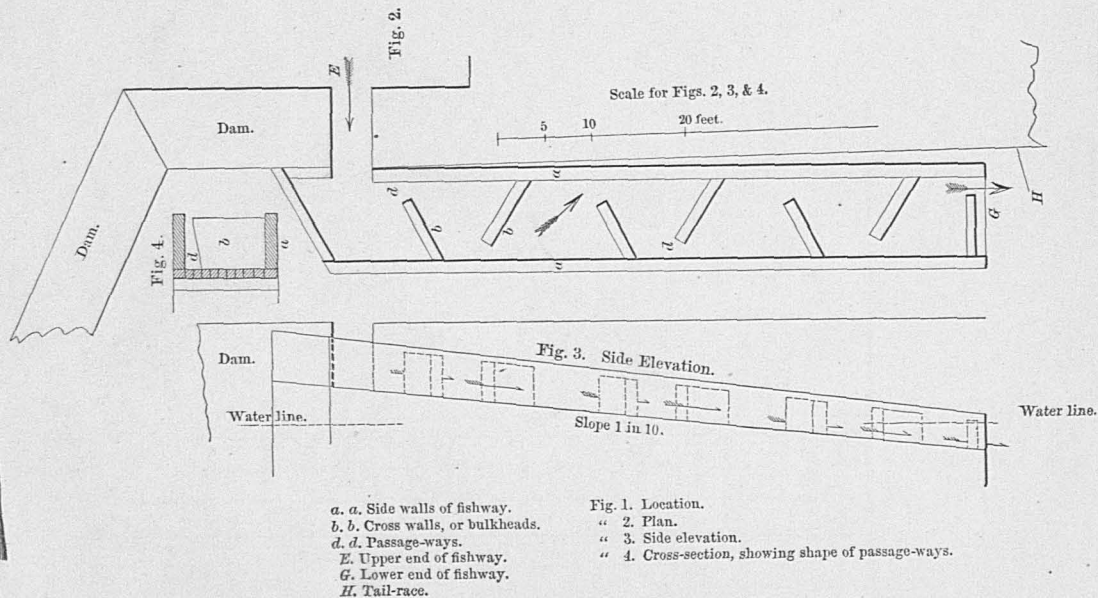 Fig. 2.
E
Scale for Figs. 2, 3, & 4.
5 10 20 feet.
Dam.
Dam.
a
d
b
b
d
a
G
H
Fig. 4.
d
b
a
Dam.
Fig. 3. Side Elevation.
Water line.
Slope 1 in 10.
Water line.
a. a. Side walls of fishway.
b. b. Cross walls, or bulkheads.
d. d. Passage-ways.
E. Upper end of fishway.
G. Lower end of fishway.
H. Tail-race.
Fig. 1. Location.
“ 2. Plan.
“ 3. Side elevation.
“ 4. Cross-section, showing shape of passage-ways.